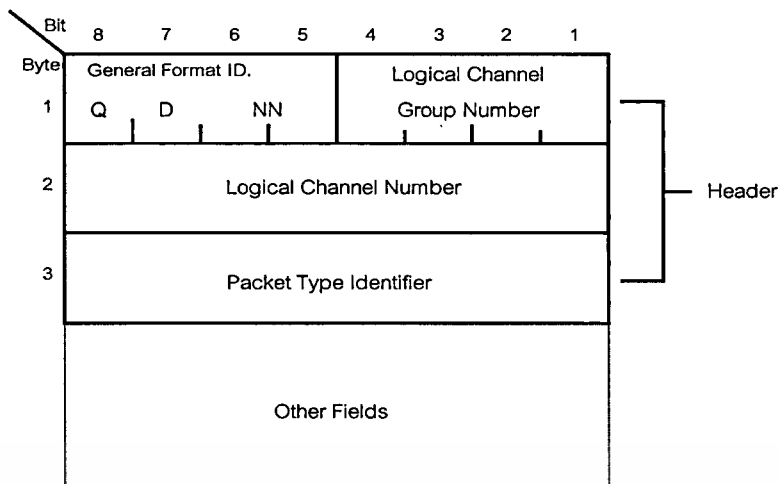 Bit
8 7 6 5 4 3 2 1
Byte
General Format ID.
Logical Channel
1
Q D NN
Group Number
2
Logical Channel Number
Header
3
Packet Type Identifier
Other Fields